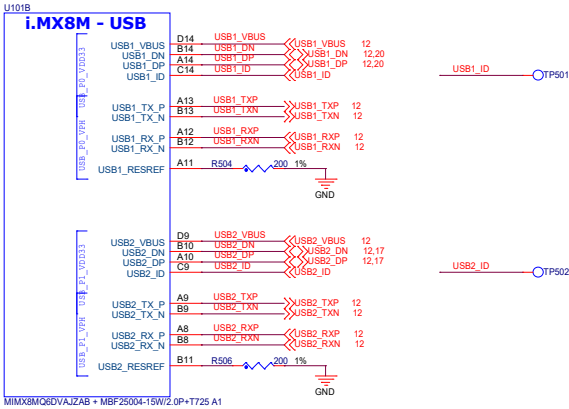 U101B
i.MX8M - USB
USB_P0_VDD33
USB1_VBUS D14 USB1_VBUS USB1_VBUS 12
USB1_DN B14 USB1_DN USB1_DN 12,20
USB1_DP A14 USB1_DP USB1_DP 12,20
USB1_ID C14 USB1_ID USB1_ID
USB1_ID TP501
USB_P0_VPH
USB1_TX_P A13 USB1_TXP USB1_TXP 12
USB1_TX_N B13 USB1_TXN USB1_TXN 12
USB1_RX_P A12 USB1_RXP USB1_RXP 12
USB1_RX_N B12 USB1_RXN USB1_RXN 12
USB1_RESREF A11 R504 200 1%
GND
USB_P1_VDD33
USB2_VBUS D9 USB2_VBUS USB2_VBUS 12
USB2_DN B10 USB2_DN USB2_DN 12,17
USB2_DP A10 USB2_DP USB2_DP 12,17
USB2_ID C9 USB2_ID USB2_ID
USB2_ID TP502
USB_P1_VPH
USB2_TX_P A9 USB2_TXP USB2_TXP 12
USB2_TX_N B9 USB2_TXN USB2_TXN 12
USB2_RX_P A8 USB2_RXP USB2_RXP 12
USB2_RX_N B8 USB2_RXN USB2_RXN 12
USB2_RESREF B11 R506 200 1%
GND
MIMX8MQ6DVAJZAB + MBF25004-15W/2.0P+T725 A1